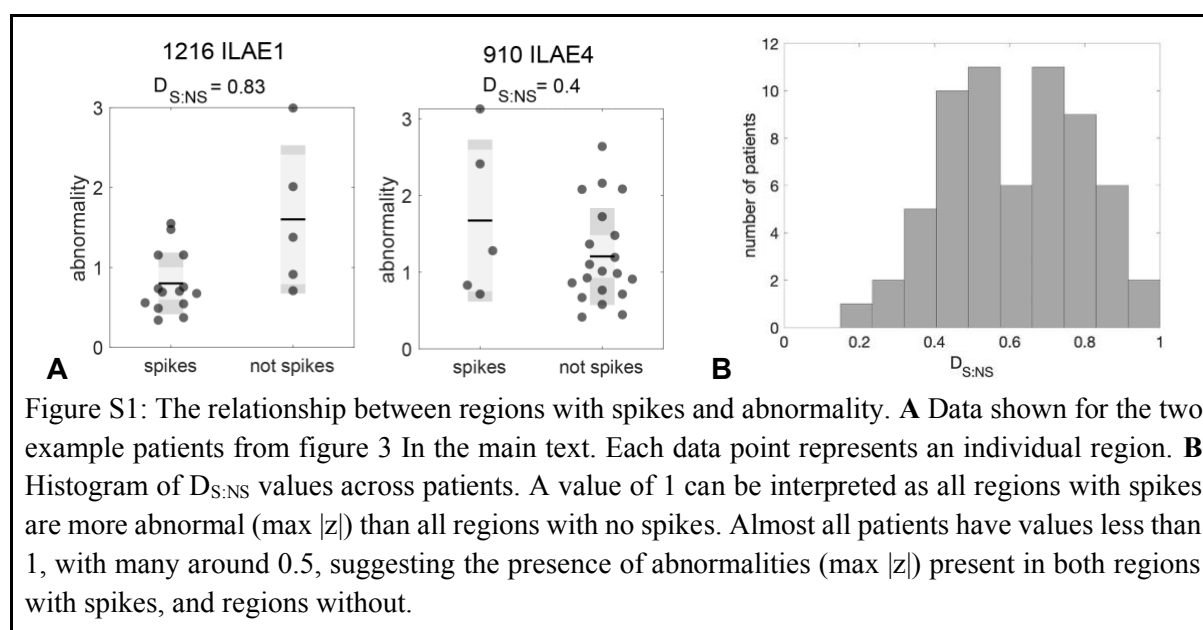 1216 ILAE1
D_S:NS = 0.83
3
2
1
0
abnormality
spikes
not spikes
A
910 ILAE4
D_S:NS = 0.4
3
2
1
0
abnormality
spikes
not spikes
12
10
8
6
4
2
0
number of patients
0
0.2
0.4
0.6
0.8
1
D_S:NS
B
Figure S1: The relationship between regions with spikes and abnormality. A Data shown for the two
example patients from figure 3 In the main text. Each data point represents an individual region. B
Histogram of D_S:NS values across patients. A value of 1 can be interpreted as all regions with spikes
are more abnormal (max |z|) than all regions with no spikes. Almost all patients have values less than
1, with many around 0.5, suggesting the presence of abnormalities (max |z|) present in both regions
with spikes, and regions without.